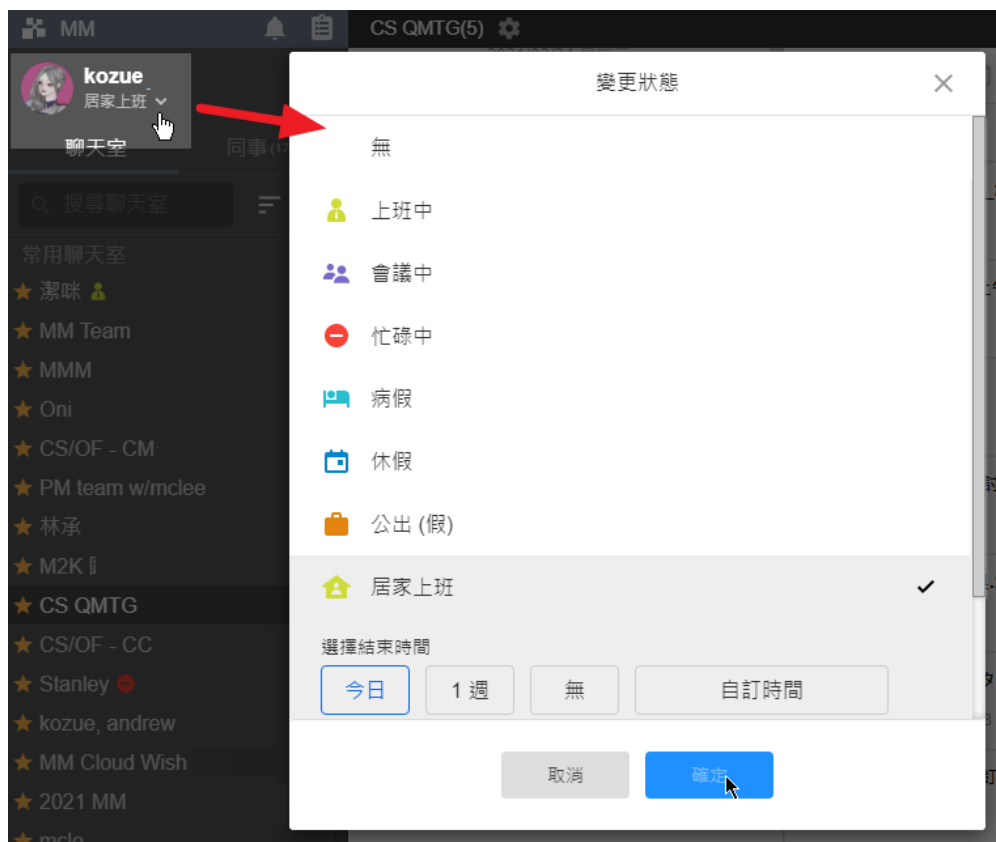 MM
CS QMTG(5)
kozue
居家上班
聊天室
同事
搜尋聊天室
常用聊天室
潔咪
MM Team
MMM
Oni
CS/OF - CM
PM team w/mclee
林承
M2K
CS QMTG
CS/OF - CC
Stanley
kozue, andrew
MM Cloud Wish
2021 MM
變更狀態
無
上班中
會議中
忙碌中
病假
休假
公出 (假)
居家上班
選擇結束時間
今日
1 週
無
自訂時間
取消
確定